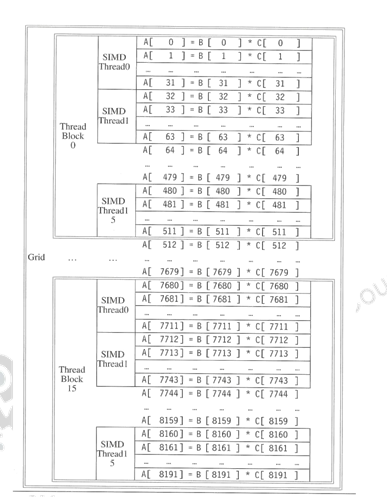 A[ 0 ] = B [ 0 ] * C[ 0 ]
SIMD Thread0
A[ 1 ] = B [ 1 ] * C[ 1 ]
... ... ... ...
A[ 31 ] = B [ 31 ] * C[ 31 ]
A[ 32 ] = B [ 32 ] * C[ 32 ]
SIMD Thread1
A[ 33 ] = B [ 33 ] * C[ 33 ]
Thread Block 0
... ... ... ...
A[ 63 ] = B [ 63 ] * C[ 63 ]
A[ 64 ] = B [ 64 ] * C[ 64 ]
... ... ... ...
A[ 479 ] = B [ 479 ] * C[ 479 ]
A[ 480 ] = B [ 480 ] * C[ 480 ]
SIMD Thread1 5
A[ 481 ] = B [ 481 ] * C[ 481 ]
... ... ... ...
A[ 511 ] = B [ 511 ] * C[ 511 ]
A[ 512 ] = B [ 512 ] * C[ 512 ]
Grid ... ... ... ... ... ...
A[ 7679 ] = B [ 7679 ] * C[ 7679 ]
A[ 7680 ] = B [ 7680 ] * C[ 7680 ]
SIMD Thread0
A[ 7681 ] = B [ 7681 ] * C[ 7681 ]
... ... ... ...
A[ 7711 ] = B [ 7711 ] * C[ 7711 ]
A[ 7712 ] = B [ 7712 ] * C[ 7712 ]
SIMD Thread1
A[ 7713 ] = B [ 7713 ] * C[ 7713 ]
Thread Block 15
... ... ... ...
A[ 7743 ] = B [ 7743 ] * C[ 7743 ]
A[ 7744 ] = B [ 7744 ] * C[ 7744 ]
... ... ... ...
A[ 8159 ] = B [ 8159 ] * C[ 8159 ]
A[ 8160 ] = B [ 8160 ] * C[ 8160 ]
SIMD Thread1 5
A[ 8161 ] = B [ 8161 ] * C[ 8161 ]
... ... ... ...
A[ 8191 ] = B [ 8191 ] * C[ 8191 ]